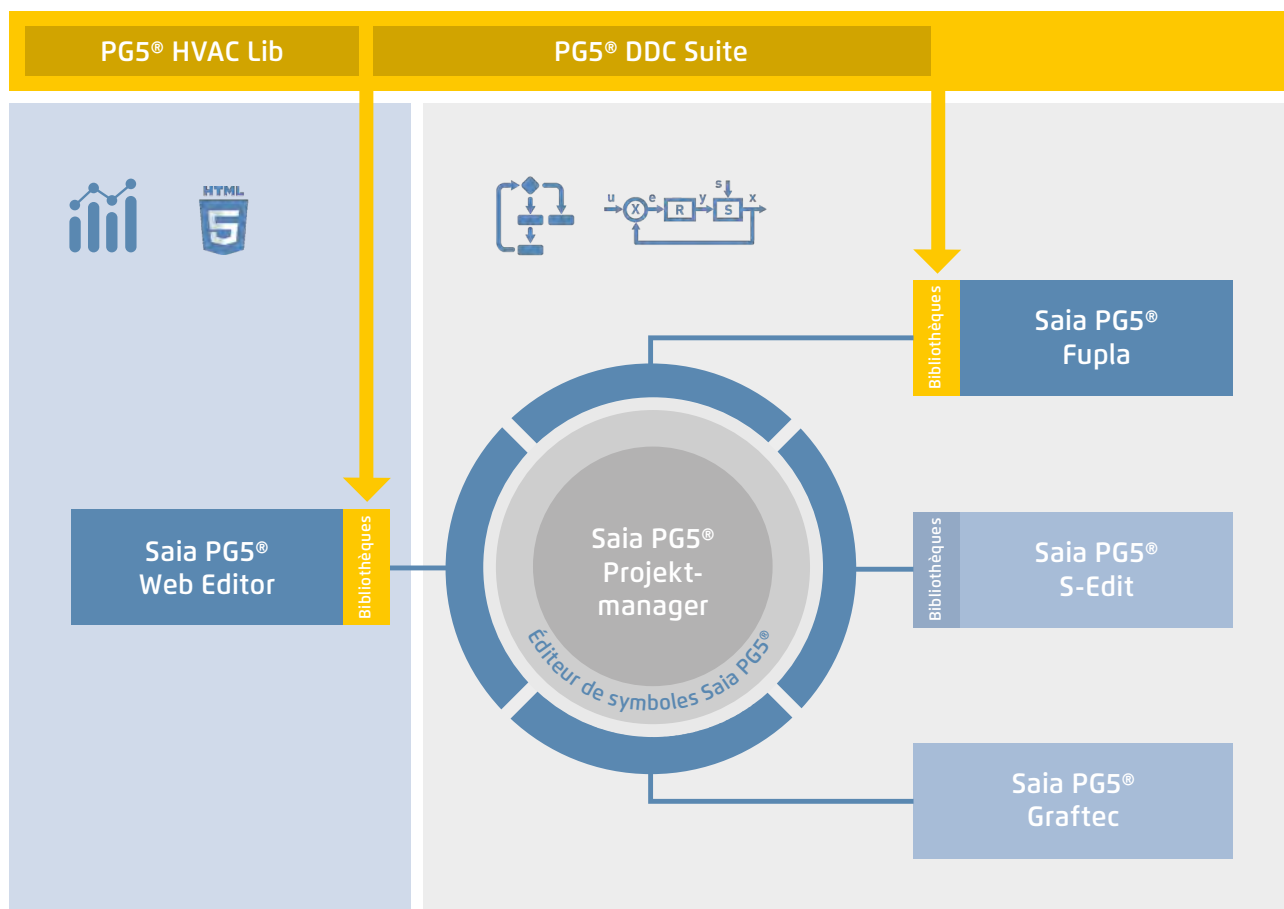 PG5® HVAC Lib
PG5® DDC Suite
HTML
5
u
X
e
R
y
s
S
x
Bibliothèques
Saia PG5®
Fupla
Saia PG5®
Web Editor
Bibliothèques
Saia PG5®
Projekt-
manager
Éditeur de symboles Saia PG5®
Bibliothèques
Saia PG5®
S-Edit
Saia PG5®
Graftec